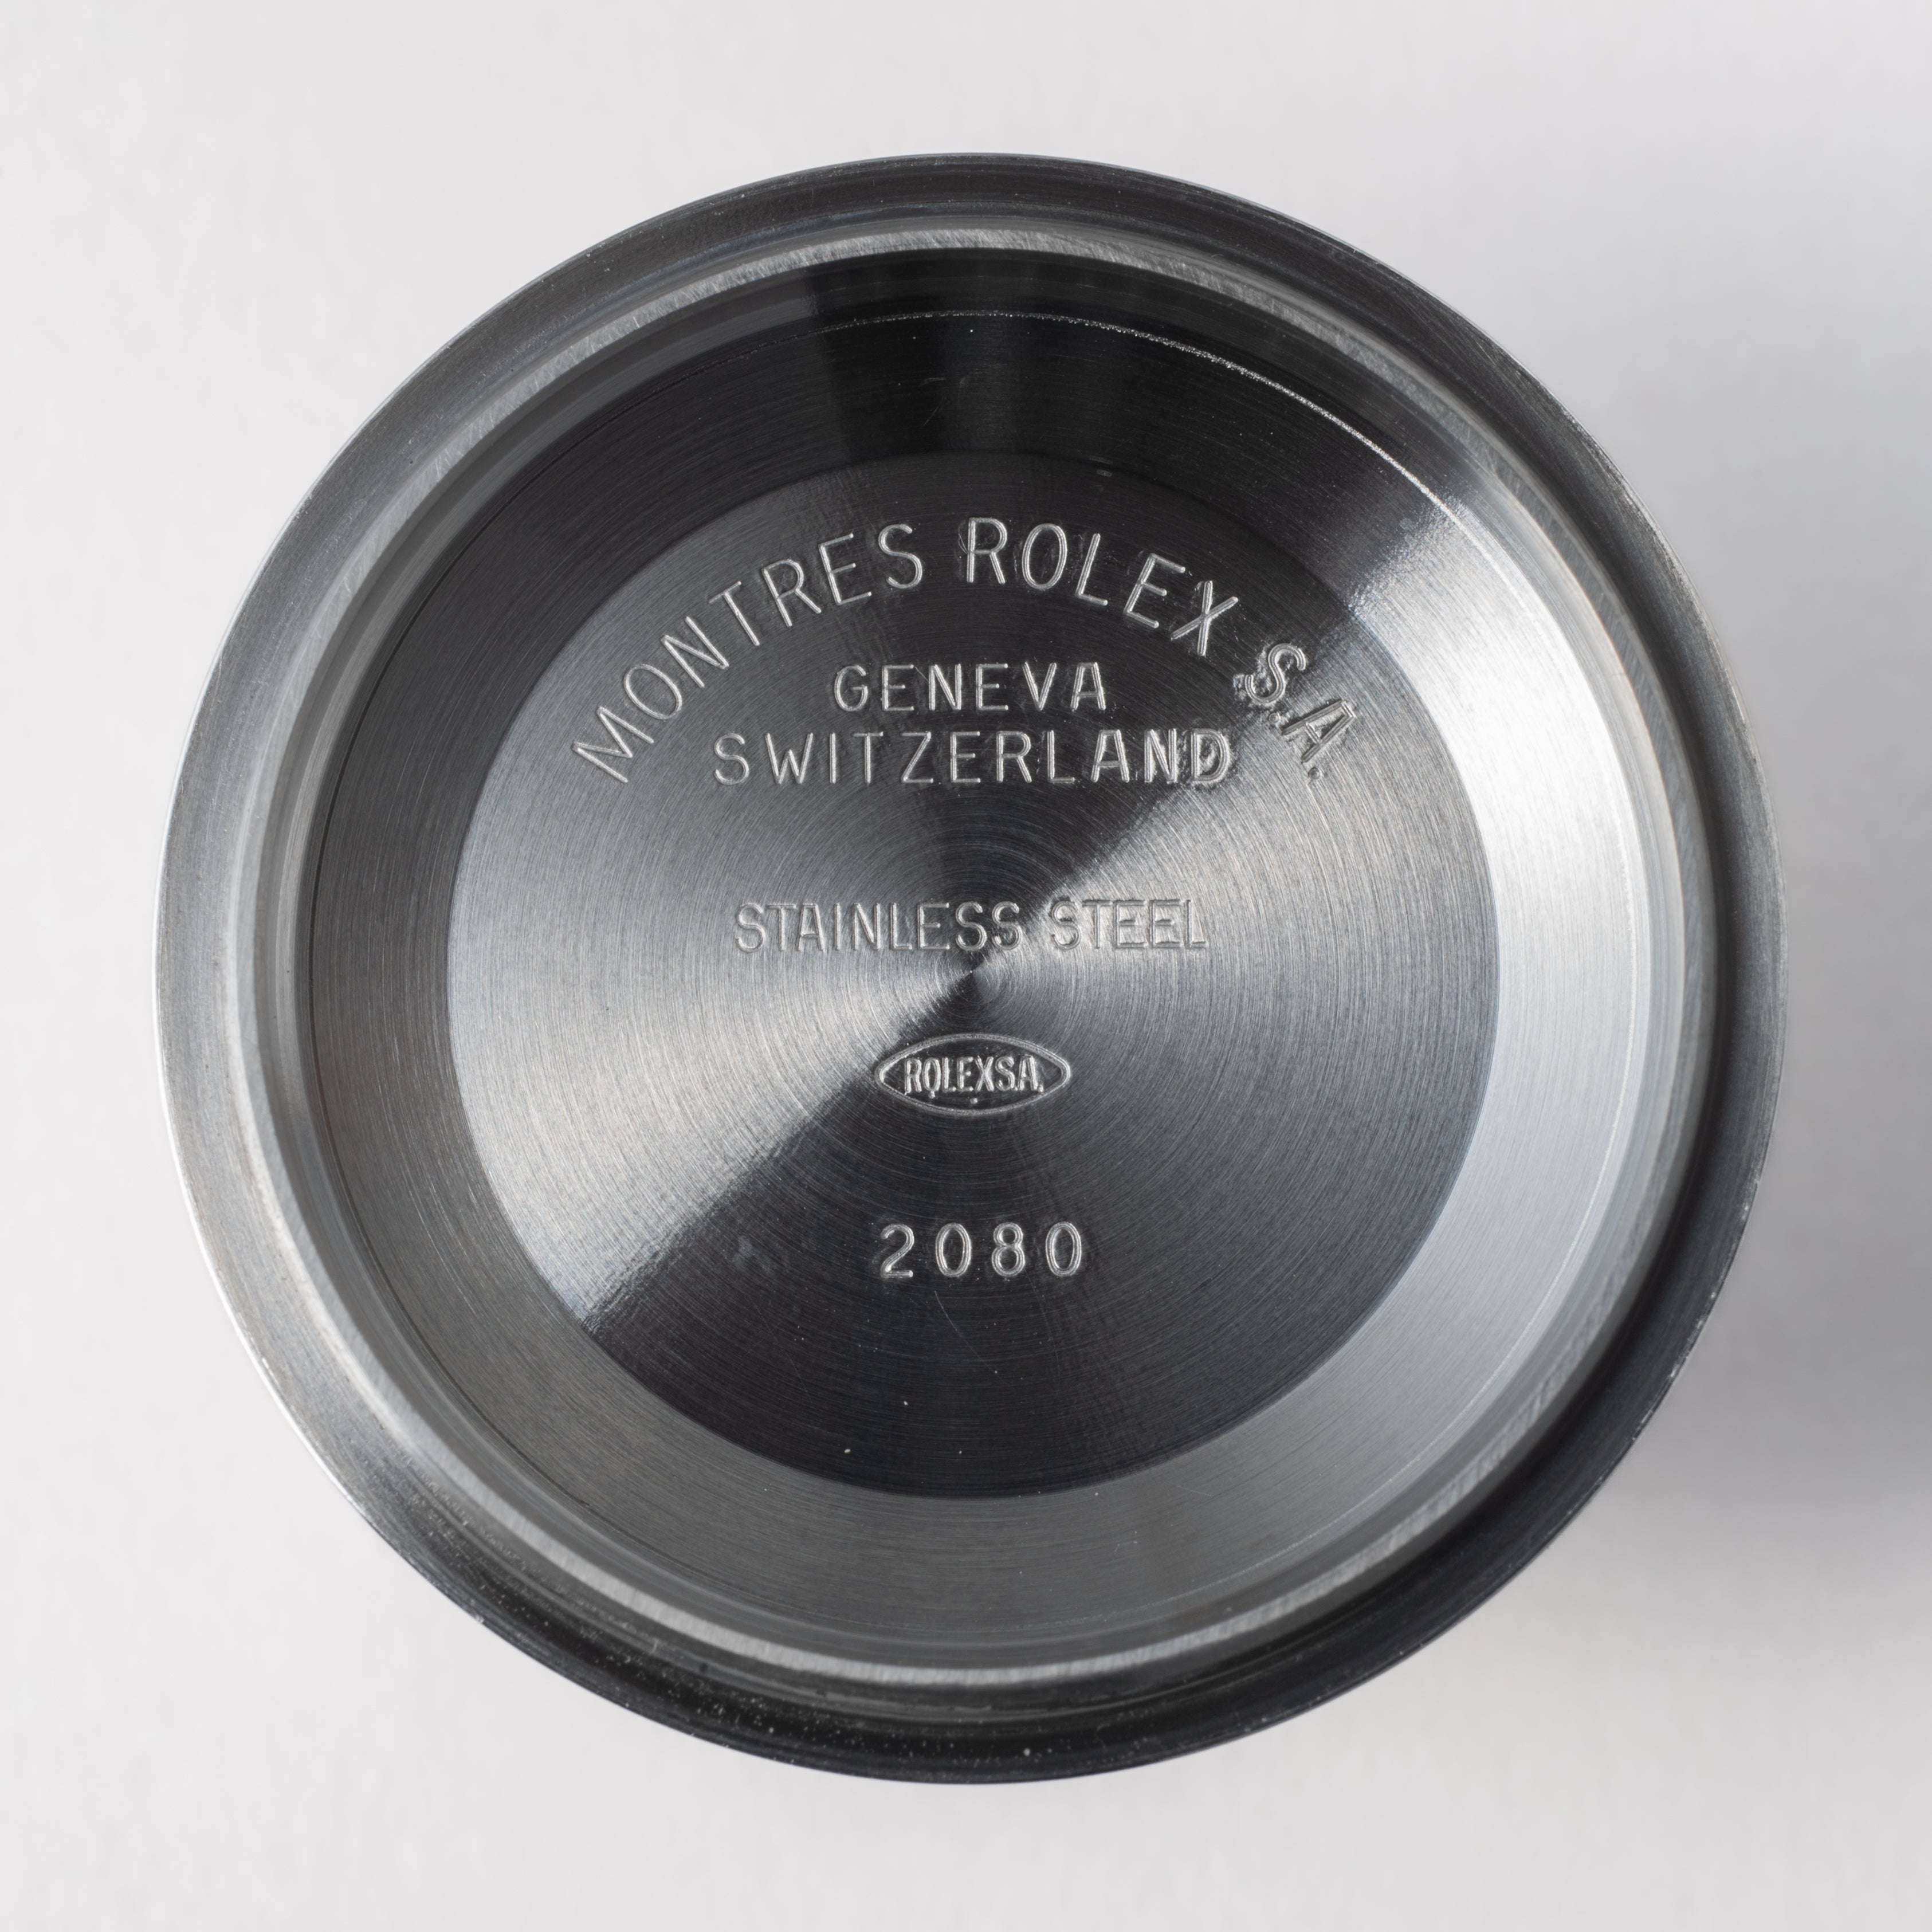 MONTRES ROLEX S.A.
GENEVA
SWITZERLAND
STAINLESS STEEL
ROLEX S.A.
2080